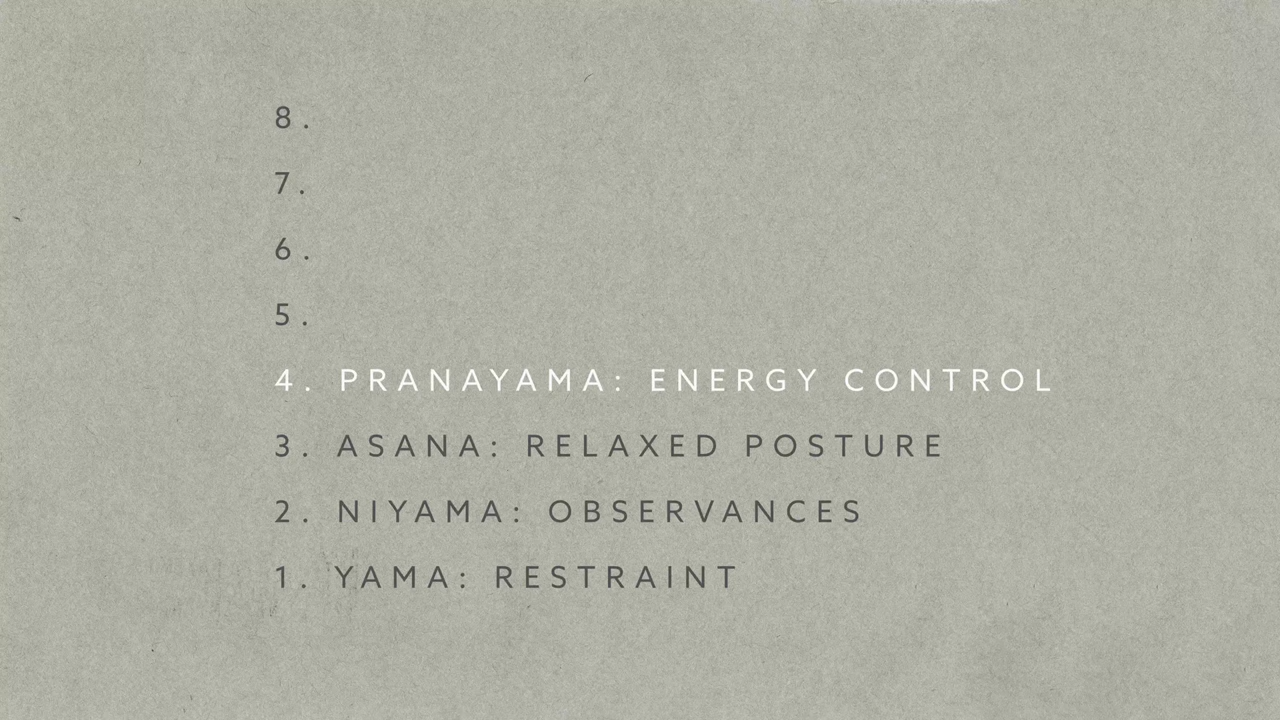 8.
7.
6.
5.
4. PRANAYAMA: ENERGY CONTROL
3. ASANA: RELAXED POSTURE
2. NIYAMA: OBSERVANCES
1. YAMA: RESTRAINT